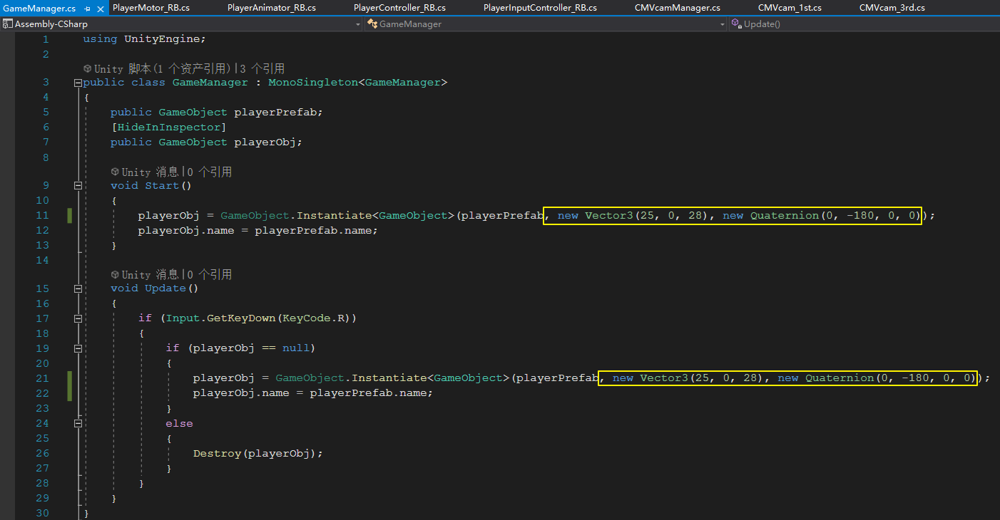 GameManager.cs PlayerMotor_RB.cs PlayerAnimator_RB.cs PlayerController_RB.cs PlayerInputController_RB.cs CMVcamManager.cs CMVcam_1st.cs CMVcam_3rd.cs
Assembly-CSharp GameManager Update()
1 using UnityEngine;
2
Unity 脚本(1 个资产引用)|3 个引用
3 public class GameManager : MonoSingleton<GameManager>
4 {
5 public GameObject playerPrefab;
6 [HideInInspector]
7 public GameObject playerObj;
8
Unity 消息|0 个引用
9 void Start()
10 {
11 playerObj = GameObject.Instantiate<GameObject>(playerPrefab, new Vector3(25, 0, 28), new Quaternion(0, -180, 0, 0));
12 playerObj.name = playerPrefab.name;
13 }
14
Unity 消息|0 个引用
15 void Update()
16 {
17 if (Input.GetKeyDown(KeyCode.R))
18 {
19 if (playerObj == null)
20 {
21 playerObj = GameObject.Instantiate<GameObject>(playerPrefab, new Vector3(25, 0, 28), new Quaternion(0, -180, 0, 0));
22 playerObj.name = playerPrefab.name;
23 }
24 else
25 {
26 Destroy(playerObj);
27 }
28 }
29 }
30 }